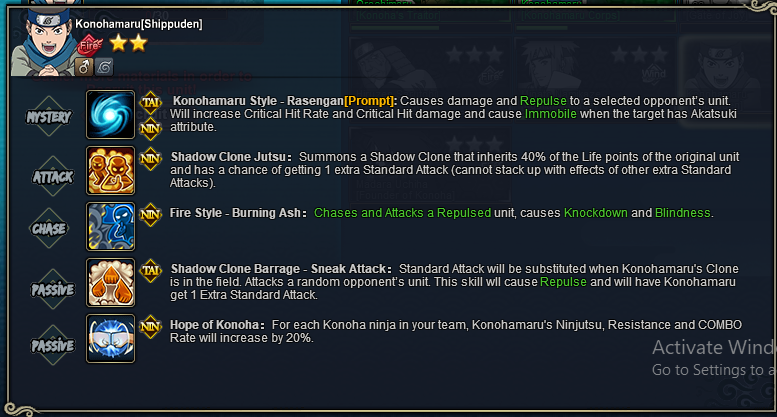 Konohamaru[Shippuden]
Fire
MYSTERY
TAI
NIN
Konohamaru Style - Rasengan[Prompt]: Causes damage and Repulse to a selected opponent's unit.
Will increase Critical Hit Rate and Critical Hit damage and cause Immobile when the target has Akatsuki
attribute.
ATTACK
NIN
Shadow Clone Jutsu: Summons a Shadow Clone that inherits 40% of the Life points of the original unit
and has a chance of getting 1 extra Standard Attack (cannot stack up with effects of other extra Standard
Attacks).
CHASE
NIN
Fire Style - Burning Ash: Chases and Attacks a Repulsed unit, causes Knockdown and Blindness.
PASSIVE
TAI
Shadow Clone Barrage - Sneak Attack: Standard Attack will be substituted when Konohamaru's Clone
is in the field. Attacks a random opponent's unit. This skill wll cause Repulse and will have Konohamaru
get 1 Extra Standard Attack.
PASSIVE
NIN
Hope of Konoha: For each Konoha ninja in your team, Konohamaru's Ninjutsu, Resistance and COMBO
Rate will increase by 20%.
Activate Wind
Go to Settings to a